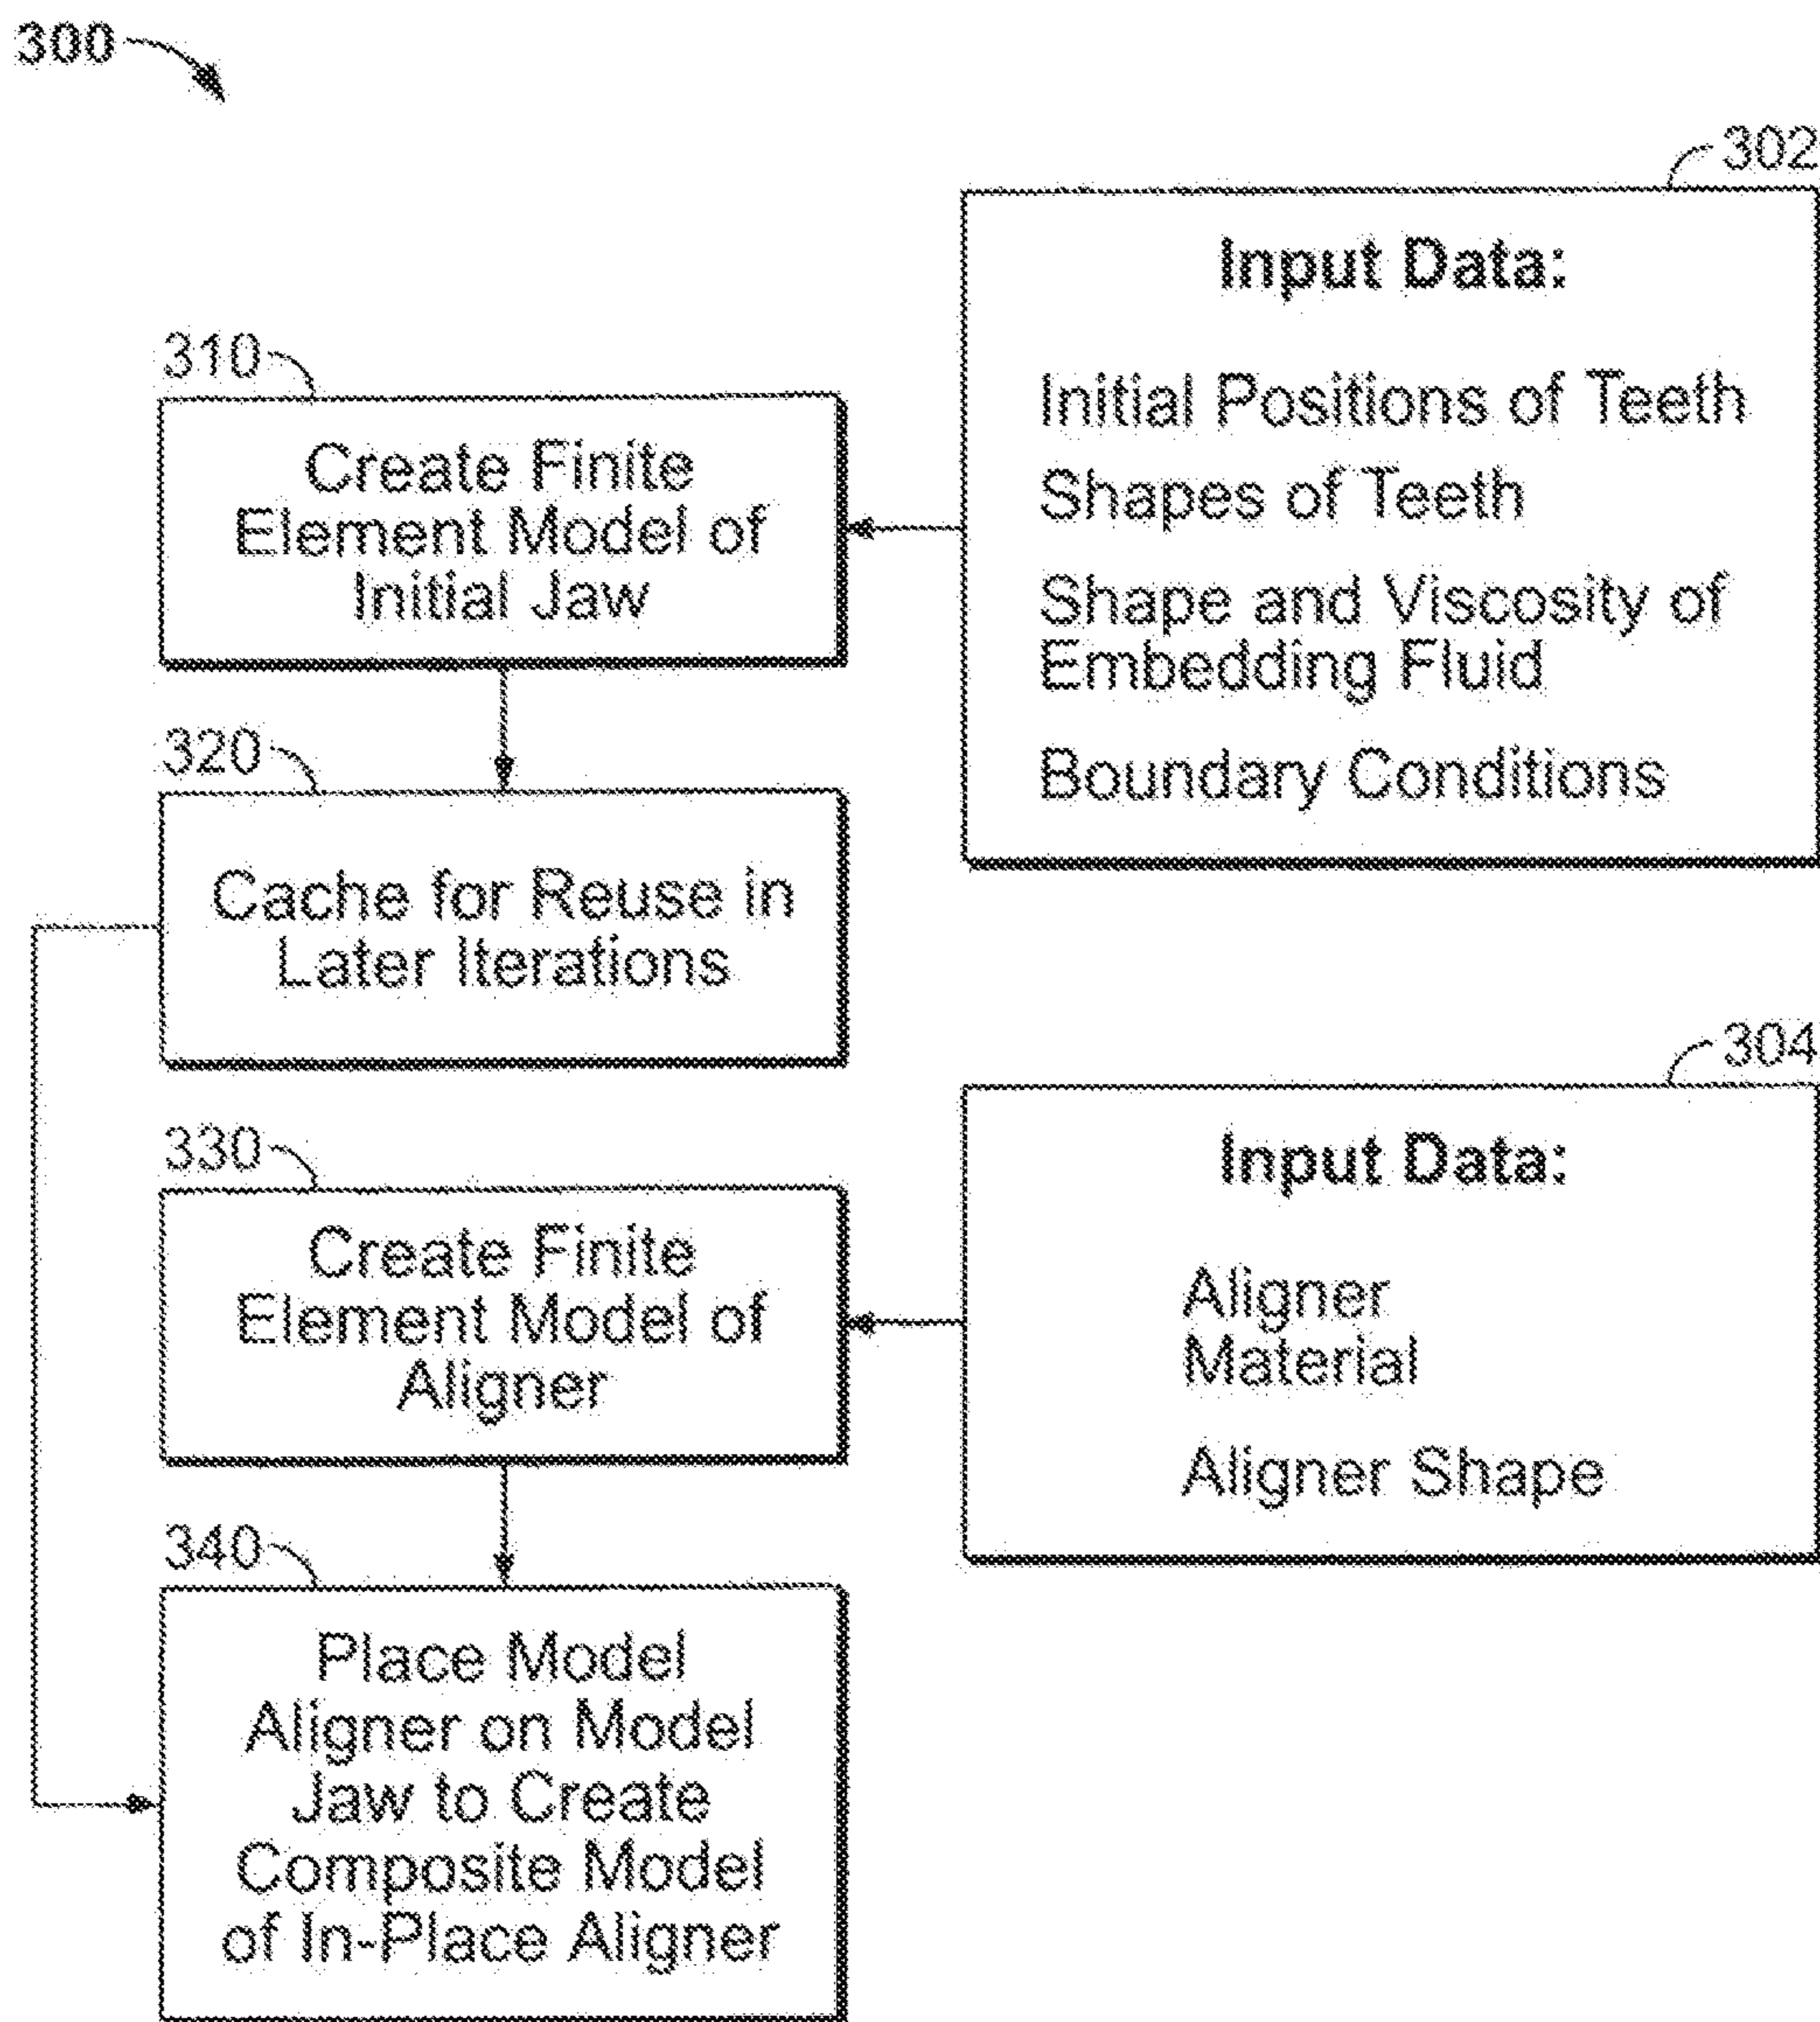 300
302
Input Data:
Initial Positions of Teeth
Shapes of Teeth
Shape and Viscosity of
Embedding Fluid
Boundary Conditions
310
Create Finite
Element Model of
Initial Jaw
320
Cache for Reuse in
Later Iterations
304
Input Data:
Aligner
Material
Aligner Shape
330
Create Finite
Element Model of
Aligner
340
Place Model
Aligner on Model
Jaw to Create
Composite Model
of In-Place Aligner